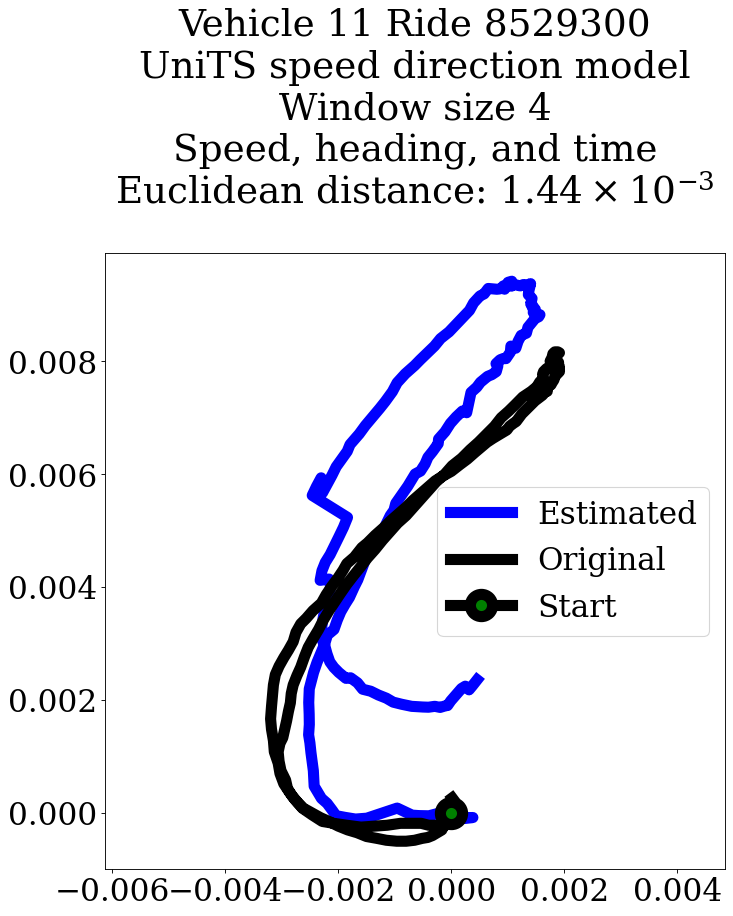 Vehicle 11 Ride 8529300
UniTS speed direction model
Window size 4
Speed, heading, and time
Euclidean distance: 1.44 × 10⁻³
0.008
0.006
Estimated
Original
0.004
Start
0.002
0.000
−0.006−0.004−0.002 0.000 0.002 0.004